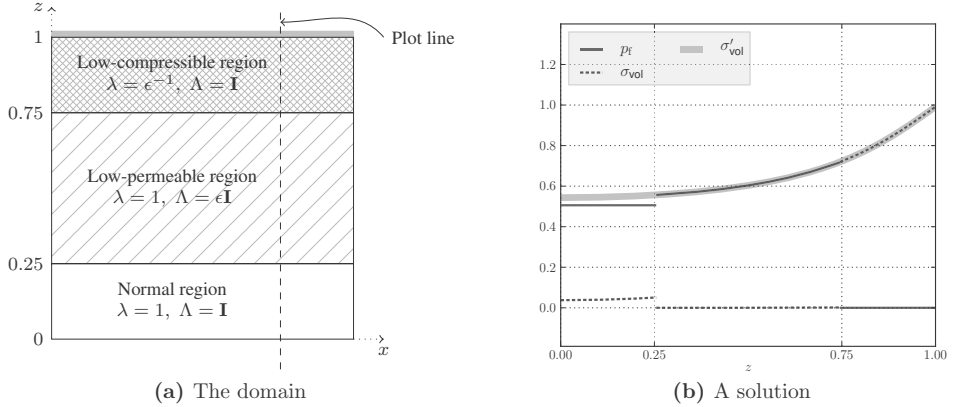 z
1
0.75
0.25
0
x
Plot line
Low-compressible region
λ = ϵ⁻¹, Λ = I
Low-permeable region
λ = 1, Λ = ϵI
Normal region
λ = 1, Λ = I
(a) The domain
p_f
σ_vol
σ′_vol
1.2
1.0
0.8
0.6
0.4
0.2
0.0
0.00
0.25
0.75
1.00
z
(b) A solution